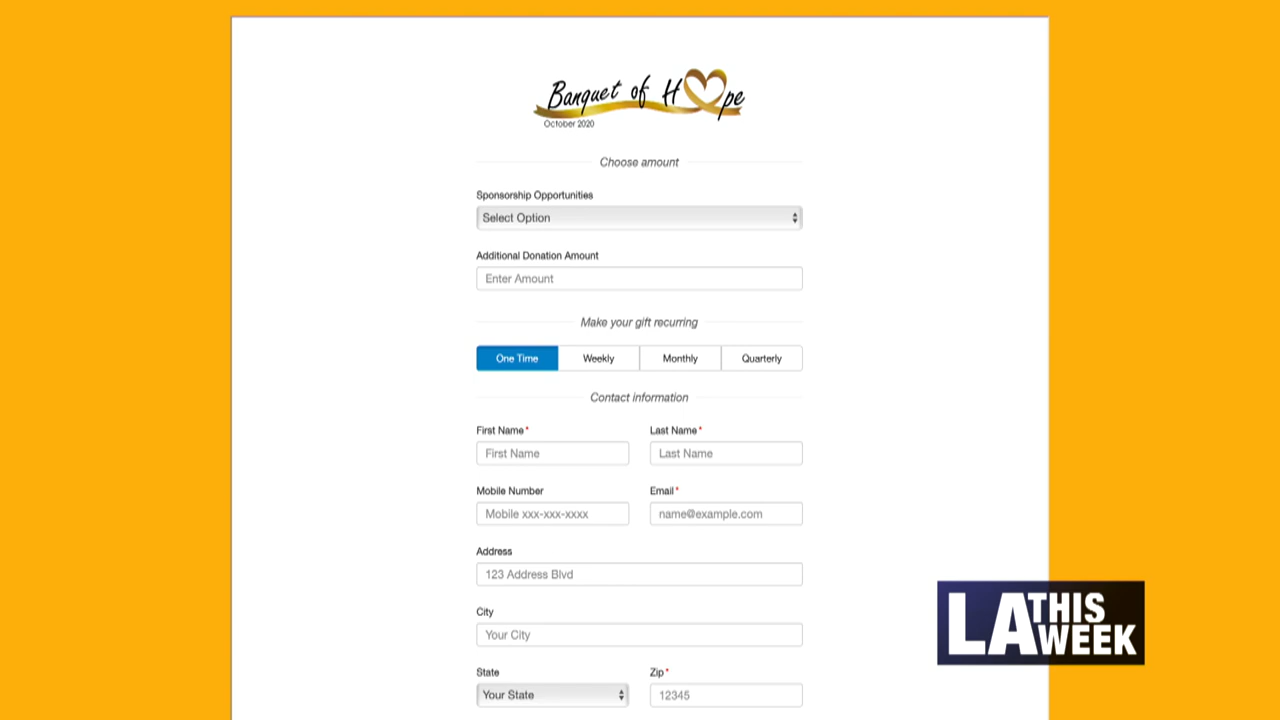 Banquet of Hope
October 2020
Choose amount
Sponsorship Opportunities
Select Option
Additional Donation Amount
Enter Amount
Make your gift recurring
One Time Weekly Monthly Quarterly
Contact information
First Name* Last Name*
First Name Last Name
Mobile Number Email*
Mobile xxx-xxx-xxxx name@example.com
Address
123 Address Blvd
City
Your City
State Zip*
Your State 12345
LA THIS WEEK